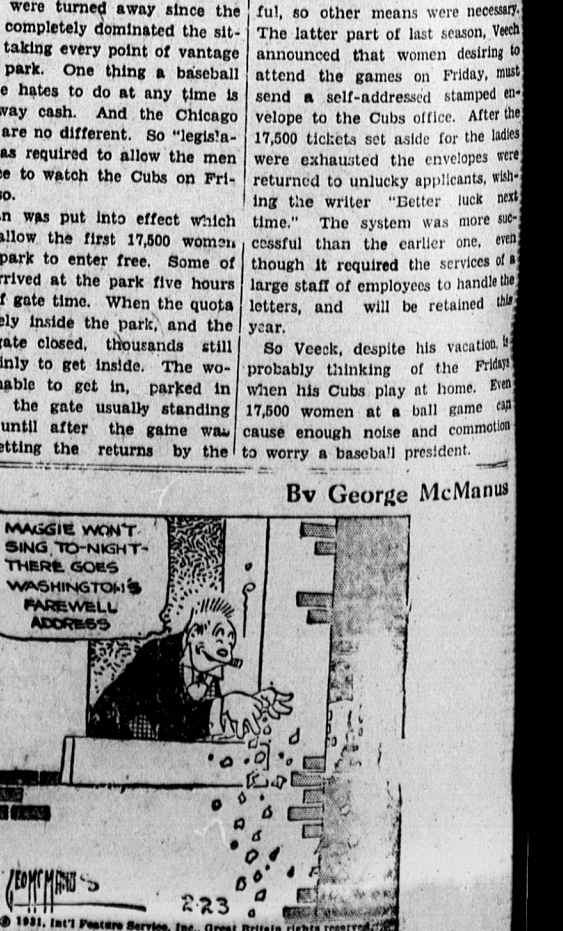 were turned away since the
completely dominated the sit-
taking every point of vantage
park. One thing a baseball
e hates to do at any time is
way cash. And the Chicago
are no different. So "legisla-
as required to allow the men
e to watch the Cubs on Fri-
so.
n was put into effect which
allow the first 17,500 women
park to enter free. Some of
rrived at the park five hours
f gate time. When the quota
ely inside the park, and the
gate closed, thousands still
inly to get inside. The wo-
nable to get in, parked in
the gate usually standing
until after the game was
etting the returns by the
ful, so other means were necessary.
The latter part of last season, Veech
announced that women desiring to
attend the games on Friday, must
send a self-addressed stamped en-
velope to the Cubs office. After the
17,500 tickets set aside for the ladies
were exhausted the envelopes were
returned to unlucky applicants, wish-
ing the writer "Better luck next
time." The system was more suc-
cessful than the earlier one, even
though it required the services of a
large staff of employees to handle the
letters, and will be retained this
year.
So Veeck, despite his vacation, is
probably thinking of the Fridays
when his Cubs play at home. Even
17,500 women at a ball game can
cause enough noise and commotion
to worry a baseball president.
By George McManus
MAGGIE WON'T
SING TO-NIGHT-
THERE GOES
WASHINGTON'S
FAREWELL
ADDRESS
GEO McMANUS
2-23
© 1931, Int'l Feature Service, Inc., Great Britain rights reserved.